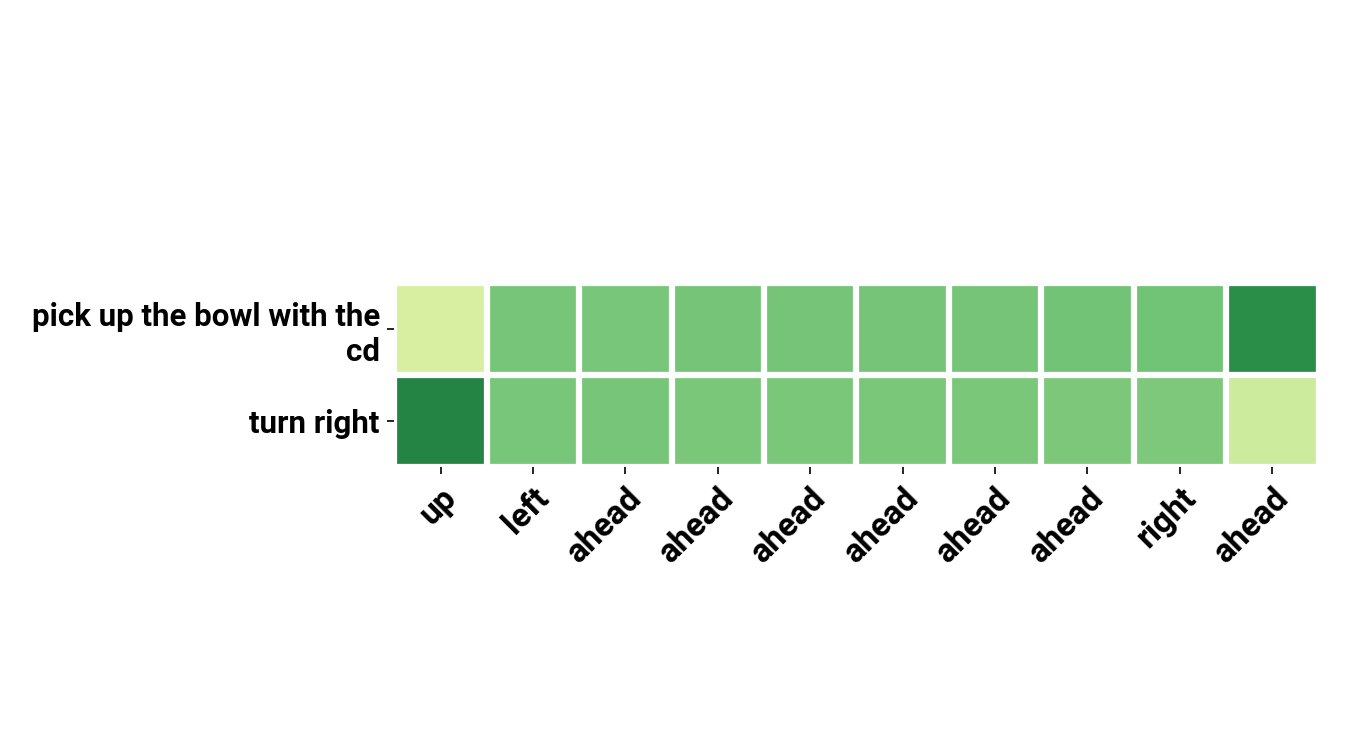 pick up the bowl with the
cd
turn right
up
left
ahead
ahead
ahead
ahead
ahead
ahead
right
ahead